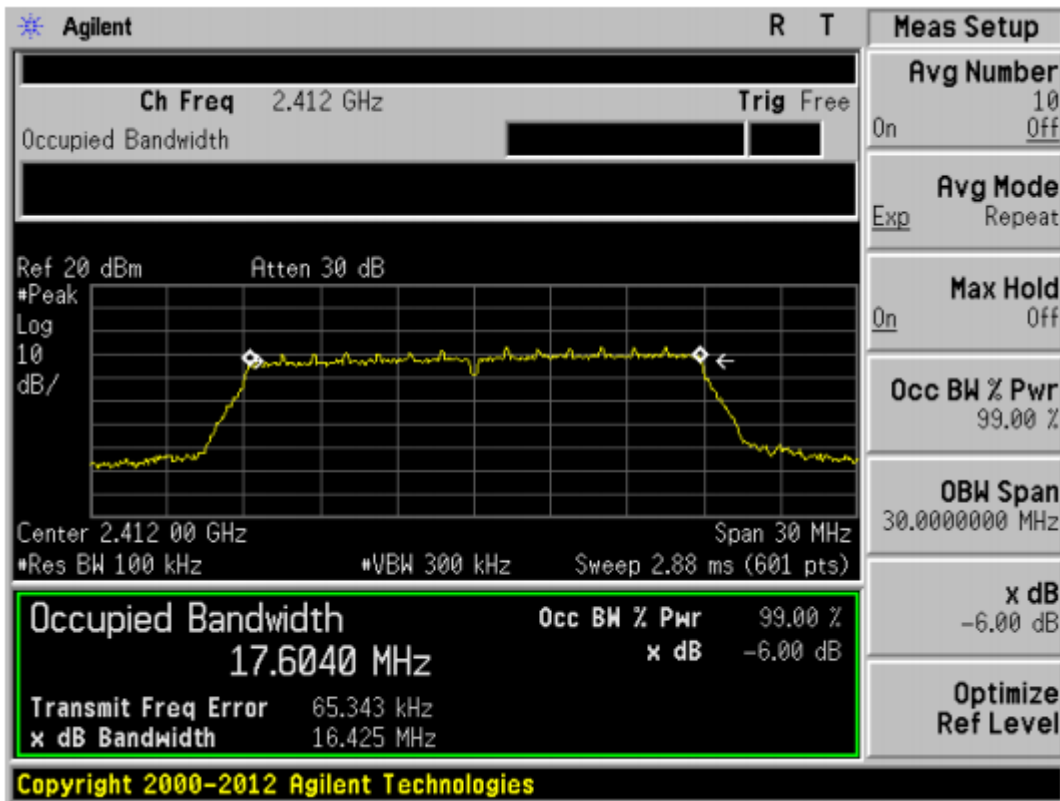 Agilent R T
Ch Freq 2.412 GHz Trig Free
Occupied Bandwidth
Ref 20 dBm Atten 30 dB
#Peak
Log
10
dB/
Center 2.412 00 GHz Span 30 MHz
#Res BW 100 kHz #VBW 300 kHz Sweep 2.88 ms (601 pts)
Occupied Bandwidth Occ BW % Pwr 99.00 %
17.6040 MHz x dB -6.00 dB
Transmit Freq Error 65.343 kHz
x dB Bandwidth 16.425 MHz
Copyright 2000-2012 Agilent Technologies
Meas Setup
Avg Number
10
On Off
Avg Mode
Exp Repeat
Max Hold
On Off
Occ BW % Pwr
99.00 %
OBW Span
30.0000000 MHz
x dB
-6.00 dB
Optimize
Ref Level